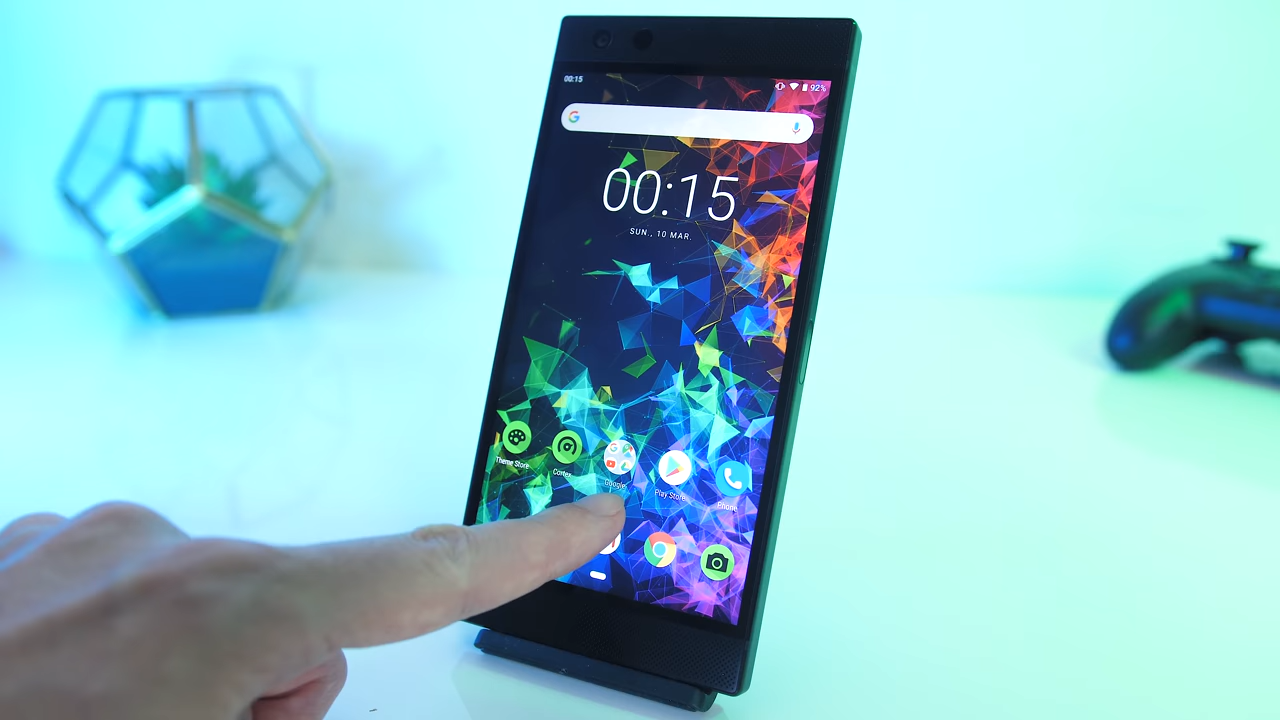 00:15
92%
00:15
SUN., 10 MAR.
Theme Store
Cortex
Google
Play Store
Phone